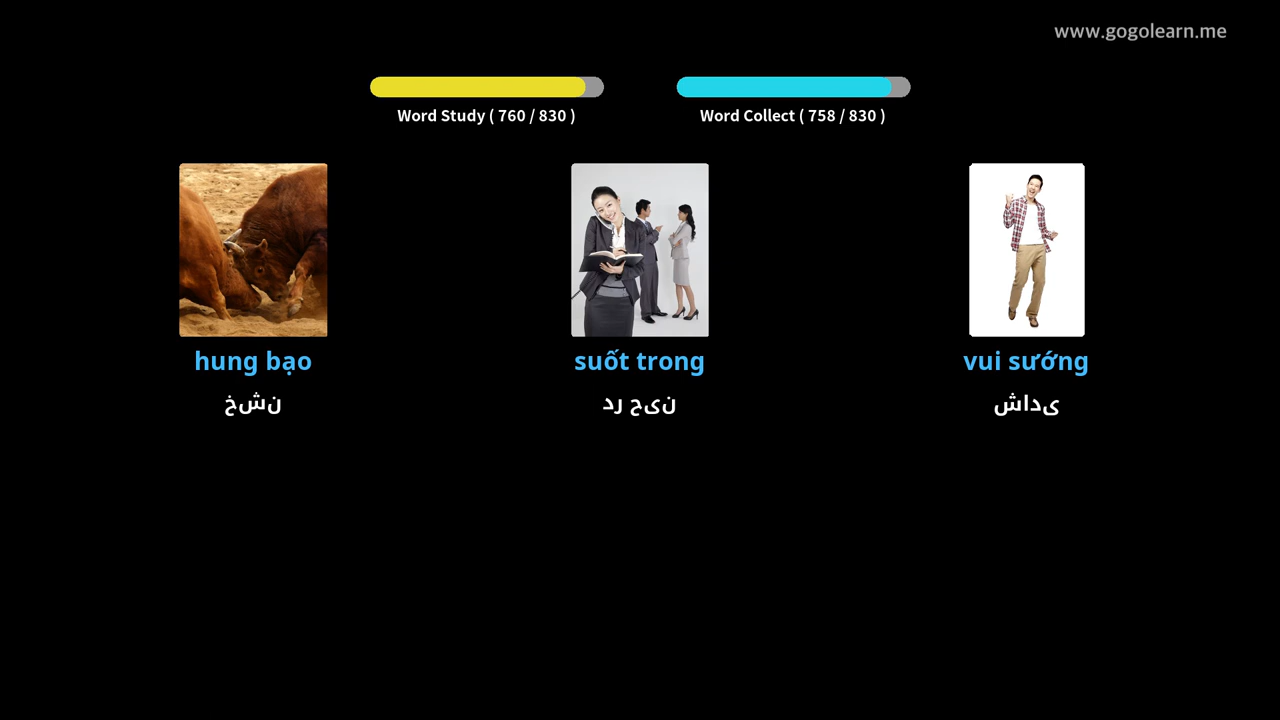 www.gogolearn.me
Word Study ( 760 / 830 )
Word Collect ( 758 / 830 )
hung bạo
suốt trong
vui sướng
خشن
در حین
شادی